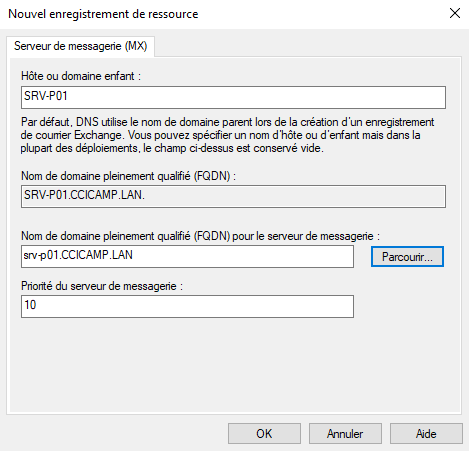 Nouvel enregistrement de ressource
Serveur de messagerie (MX)
Hôte ou domaine enfant :
SRV-P01
Par défaut, DNS utilise le nom de domaine parent lors de la création d'un enregistrement
de courrier Exchange. Vous pouvez spécifier un nom d'hôte ou d'enfant mais dans la
plupart des déploiements, le champ ci-dessus est conservé vide.
Nom de domaine pleinement qualifié (FQDN) :
SRV-P01.CCICAMP.LAN.
Nom de domaine pleinement qualifié (FQDN) pour le serveur de messagerie :
srv-p01.CCICAMP.LAN
Parcourir...
Priorité du serveur de messagerie :
10
OK
Annuler
Aide